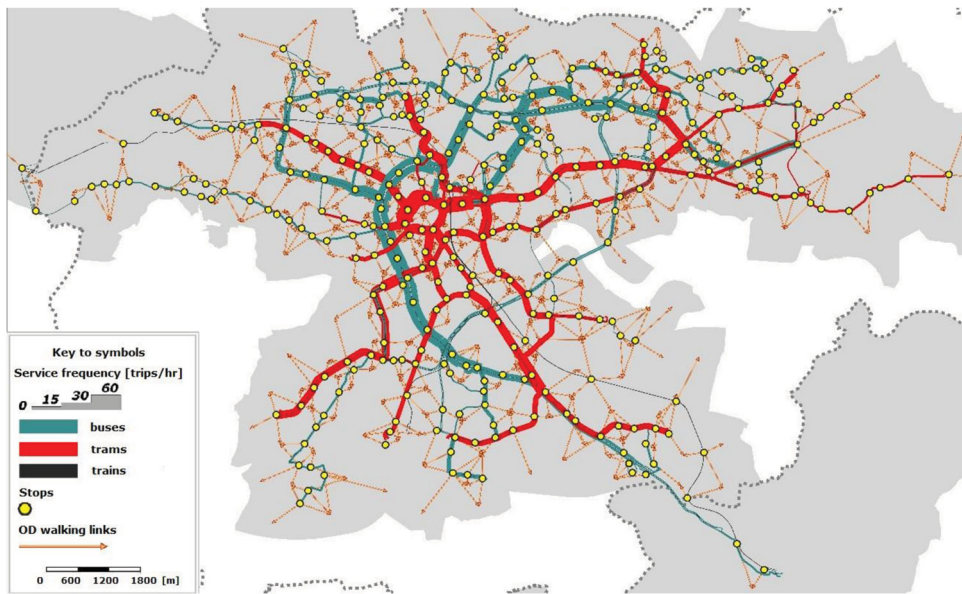 Key to symbols
Service frequency [trips/hr]
0 15 30 60
buses
trams
trains
Stops
OD walking links
0 600 1200 1800 [m]